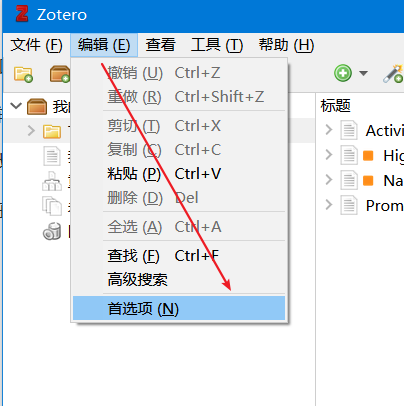 Zotero
文件 (F) 编辑 (E) 查看 工具 (T) 帮助 (H)
撤销 (U) Ctrl+Z
重做 (R) Ctrl+Shift+Z
剪切 (T) Ctrl+X
复制 (C) Ctrl+C
粘贴 (P) Ctrl+V
删除 (D) Del
全选 (A) Ctrl+A
查找 (F) Ctrl+F
高级搜索
首选项 (N)
我的
标题
Activi
Hig
Na
Prom